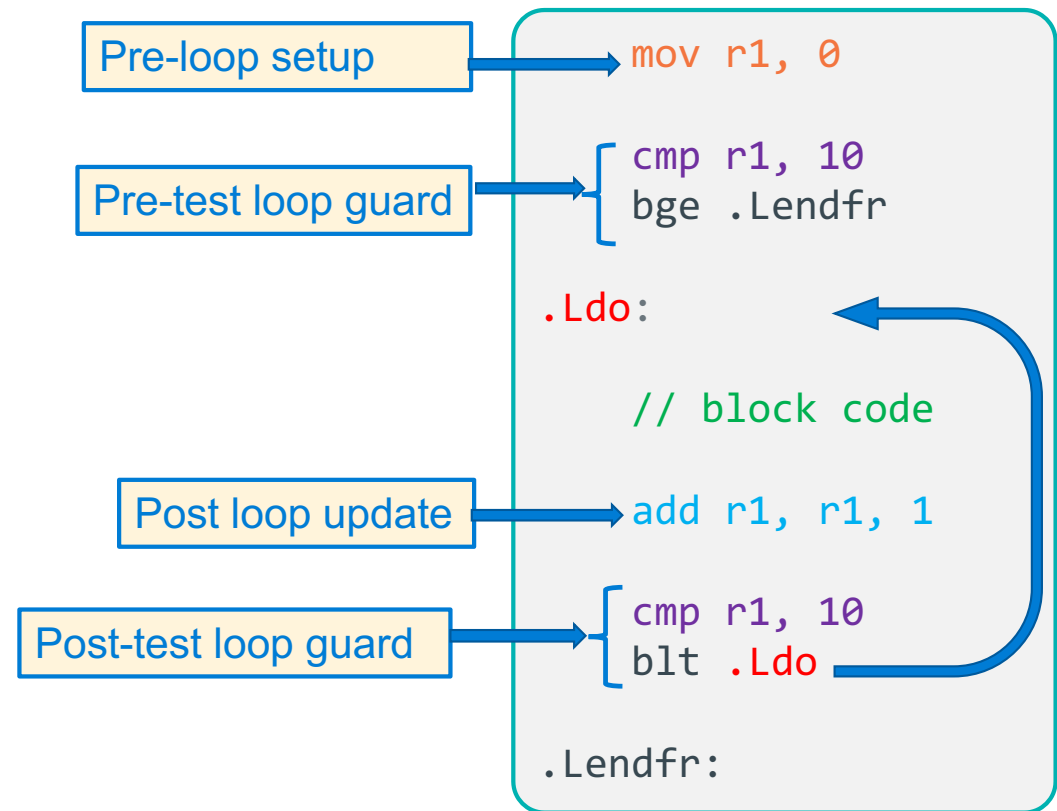 Pre-loop setup
mov r1, 0
Pre-test loop guard
cmp r1, 10
bge .Lendfr
.Ldo:
// block code
Post loop update
add r1, r1, 1
Post-test loop guard
cmp r1, 10
blt .Ldo
.Lendfr: